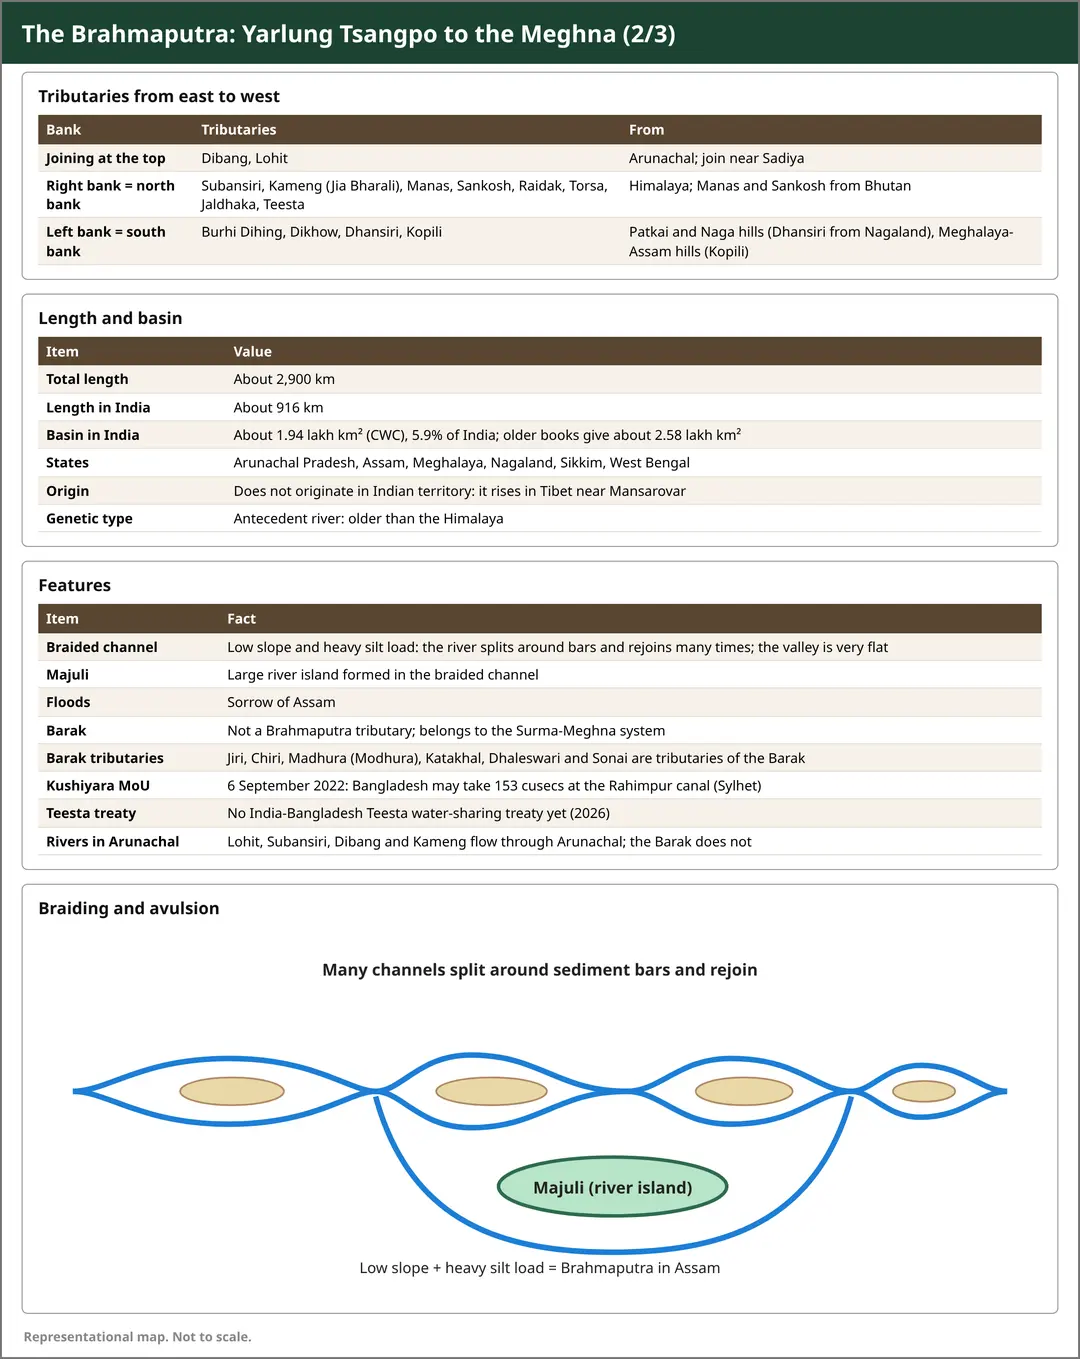 The Brahmaputra: Yarlung Tsangpo to the Meghna (2/3)
Tributaries from east to west
Bank Tributaries From
Joining at the top Dibang, Lohit Arunachal; join near Sadiya
Right bank = north bank Subansiri, Kameng (Jia Bharali), Manas, Sankosh, Raidak, Torsa, Jaldhaka, Teesta Himalaya; Manas and Sankosh from Bhutan
Left bank = south bank Burhi Dihing, Dikhow, Dhansiri, Kopili Patkai and Naga hills (Dhansiri from Nagaland), Meghalaya-Assam hills (Kopili)
Length and basin
Item Value
Total length About 2,900 km
Length in India About 916 km
Basin in India About 1.94 lakh km² (CWC), 5.9% of India; older books give about 2.58 lakh km²
States Arunachal Pradesh, Assam, Meghalaya, Nagaland, Sikkim, West Bengal
Origin Does not originate in Indian territory: it rises in Tibet near Mansarovar
Genetic type Antecedent river: older than the Himalaya
Features
Item Fact
Braided channel Low slope and heavy silt load: the river splits around bars and rejoins many times; the valley is very flat
Majuli Large river island formed in the braided channel
Floods Sorrow of Assam
Barak Not a Brahmaputra tributary; belongs to the Surma-Meghna system
Barak tributaries Jiri, Chiri, Madhura (Modhura), Katakhal, Dhaleswari and Sonai are tributaries of the Barak
Kushiyara MoU 6 September 2022: Bangladesh may take 153 cusecs at the Rahimpur canal (Sylhet)
Teesta treaty No India-Bangladesh Teesta water-sharing treaty yet (2026)
Rivers in Arunachal Lohit, Subansiri, Dibang and Kameng flow through Arunachal; the Barak does not
Braiding and avulsion
Many channels split around sediment bars and rejoin
Majuli (river island)
Low slope + heavy silt load = Brahmaputra in Assam
Representational map. Not to scale.